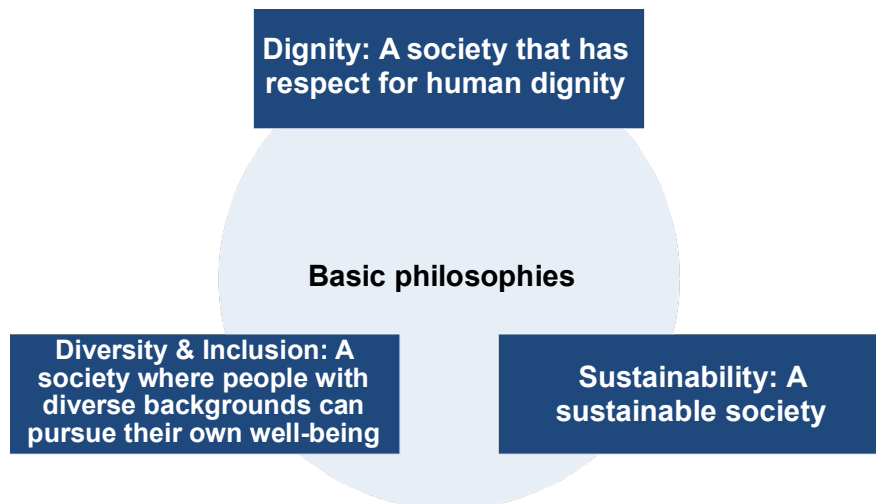 Dignity: A society that has
respect for human dignity
Basic philosophies
Diversity & Inclusion: A
society where people with
diverse backgrounds can
pursue their own well-being
Sustainability: A
sustainable society